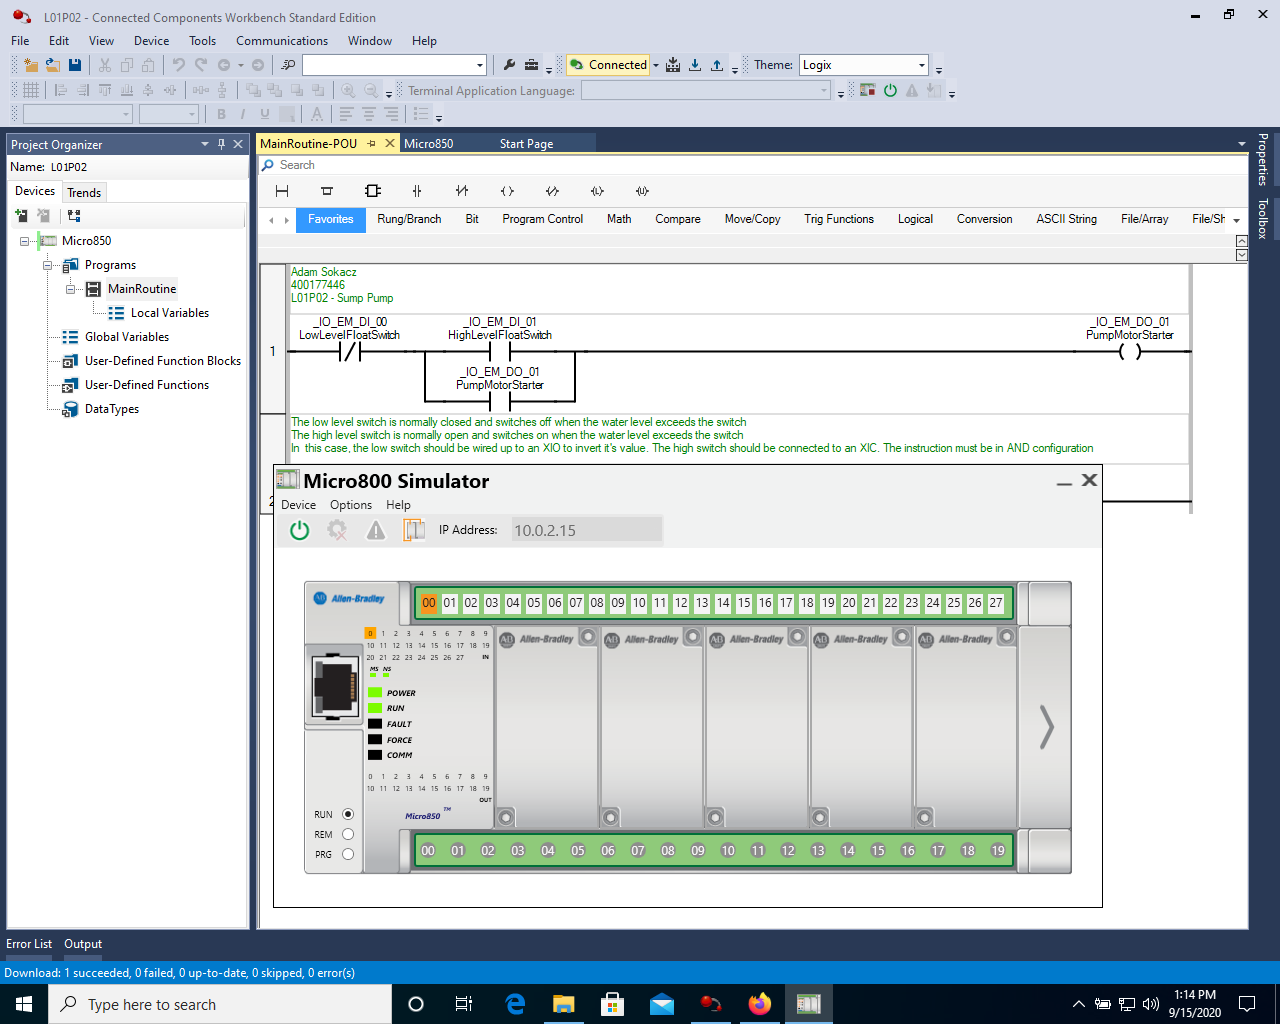 L01P02 - Connected Components Workbench Standard Edition
File Edit View Device Tools Communications Window Help
Connected Theme: Logix
Terminal Application Language:
B I U A
Project Organizer
Name: L01P02
Devices Trends
Micro850
Programs
MainRoutine
Local Variables
Global Variables
User-Defined Function Blocks
User-Defined Functions
DataTypes
MainRoutine-POU Micro850 Start Page
Search
Favorites Rung/Branch Bit Program Control Math Compare Move/Copy Trig Functions Logical Conversion ASCII String File/Array File/Sh
Properties
Toolbox
Adam Sokacz
400177446
L01P02 - Sump Pump
_IO_EM_DI_00 _IO_EM_DI_01 _IO_EM_DO_01
LowLevelFloatSwitch HighLevelFloatSwitch PumpMotorStarter
1
_IO_EM_DO_01
PumpMotorStarter
The low level switch is normally closed and switches off when the water level exceeds the switch
The high level switch is normally open and switches on when the water level exceeds the switch
In this case, the low switch should be wired up to an XIO to invert it's value. The high switch should be connected to an XIC. The instruction must be in AND configuration
2
Micro800 Simulator
Device Options Help
IP Address: 10.0.2.15
AB Allen-Bradley 00 01 02 03 04 05 06 07 08 09 10 11 12 13 14 15 16 17 18 19 20 21 22 23 24 25 26 27
0 1 2 3 4 5 6 7 8 9
10 11 12 13 14 15 16 17 18 19
20 21 22 23 24 25 26 27 IN
AB Allen-Bradley AB Allen-Bradley AB Allen-Bradley AB Allen-Bradley AB Allen-Bradley
MS NS
POWER
RUN
FAULT
FORCE
COMM
0 1 2 3 4 5 6 7 8 9
10 11 12 13 14 15 16 17 18 19
OUT
Micro850 TM
RUN
REM
PRG
00 01 02 03 04 05 06 07 08 09 10 11 12 13 14 15 16 17 18 19
Error List Output
Download: 1 succeeded, 0 failed, 0 up-to-date, 0 skipped, 0 error(s)
Type here to search
1:14 PM
9/15/2020